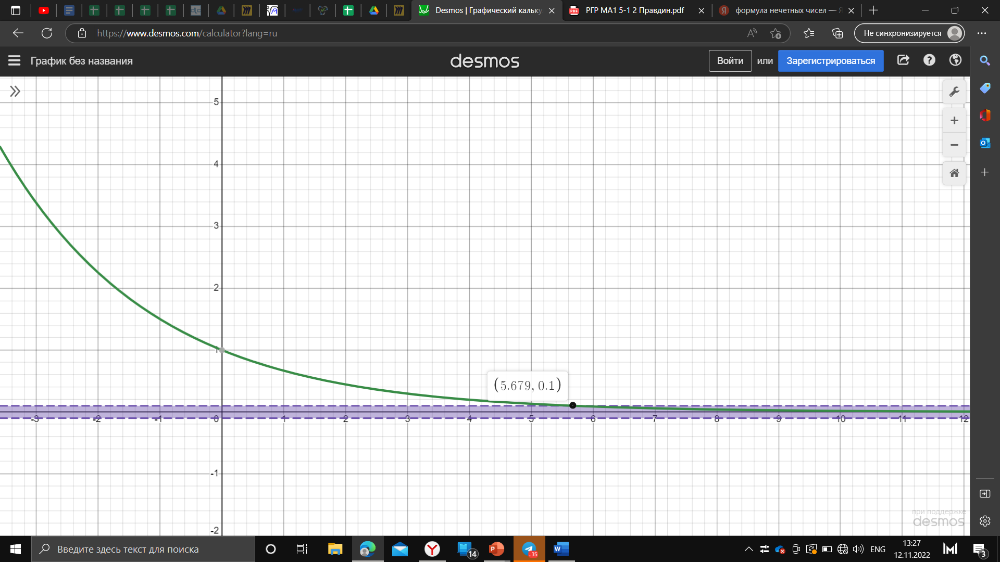 Desmos | Графический кальку
РГР МА1 5-1 2 Правдин.pdf
формула нечетных чисел — Я
https://www.desmos.com/calculator?lang=ru
Не синхронизируется
График без названия
desmos
Войти
или
Зарегистрироваться
5
4
3
2
1
(5.679, 0.1)
-3 -2 -1 0 1 2 3 4 5 6 7 8 9 10 11 12
-1
-2
при поддержке
desmos
Введите здесь текст для поиска
14
..35
ENG
13:27
12.11.2022
3